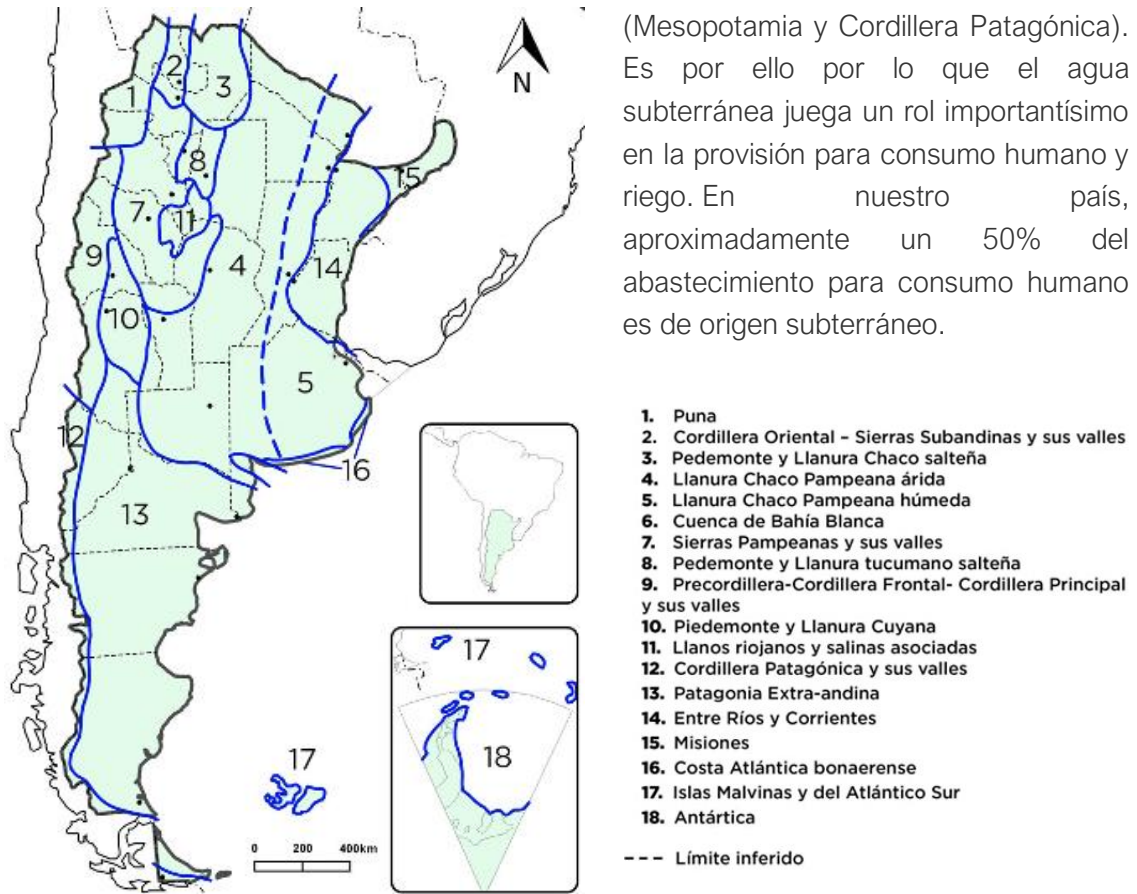 (Mesopotamia y Cordillera Patagónica).
Es por ello por lo que el agua
subterránea juega un rol importantísimo
en la provisión para consumo humano y
riego. En nuestro país,
aproximadamente un 50% del
abastecimiento para consumo humano
es de origen subterráneo.
N
1
2
3
8
15
7
11
9
4
14
10
5
12
16
13
17
18
17
0 200 400km
1. Puna
2. Cordillera Oriental – Sierras Subandinas y sus valles
3. Pedemonte y Llanura Chaco salteña
4. Llanura Chaco Pampeana árida
5. Llanura Chaco Pampeana húmeda
6. Cuenca de Bahía Blanca
7. Sierras Pampeanas y sus valles
8. Pedemonte y Llanura tucumano salteña
9. Precordillera-Cordillera Frontal- Cordillera Principal
y sus valles
10. Piedemonte y Llanura Cuyana
11. Llanos riojanos y salinas asociadas
12. Cordillera Patagónica y sus valles
13. Patagonia Extra-andina
14. Entre Ríos y Corrientes
15. Misiones
16. Costa Atlántica bonaerense
17. Islas Malvinas y del Atlántico Sur
18. Antártica
--- Límite inferido